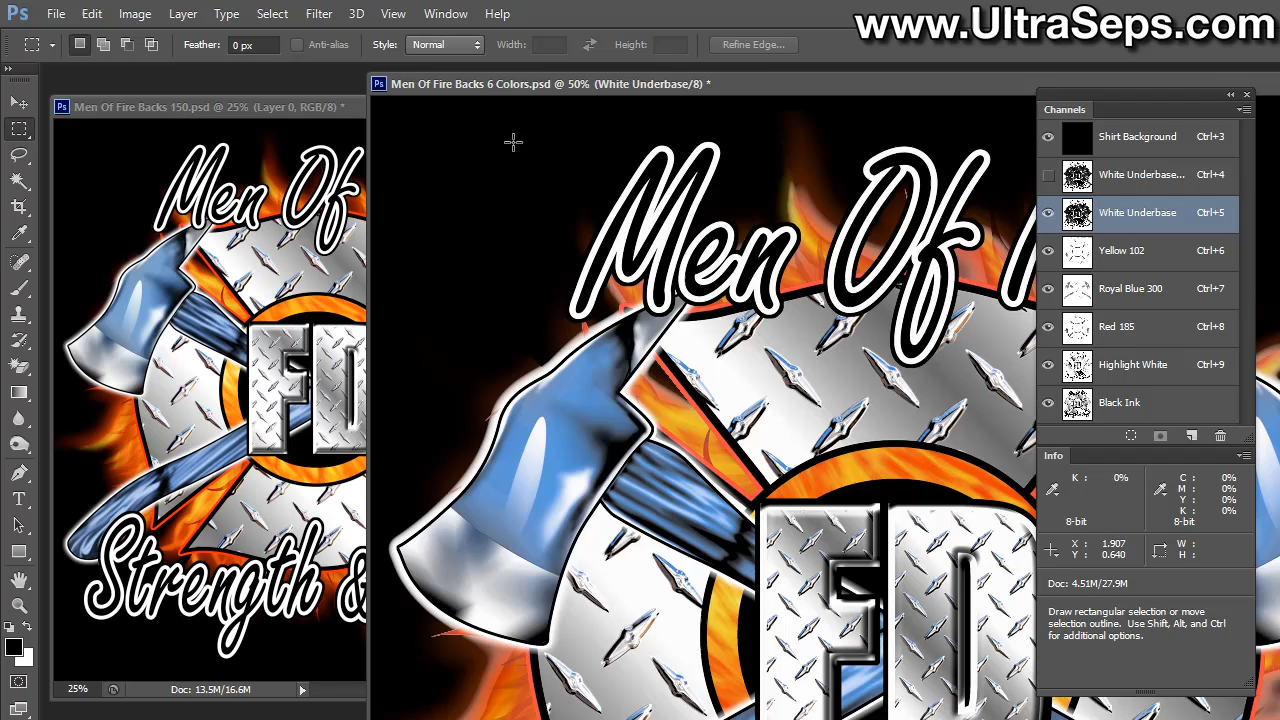 www.UltraSeps.com
Ps File Edit Image Layer Type Select Filter 3D View Window Help
Feather: 0 px Anti-alias Style: Normal Width: Height: Refine Edge...
Ps Men Of Fire Backs 6 Colors.psd @ 50% (White Underbase/8) *
Ps Men Of Fire Backs 150.psd @ 25% (Layer 0, RGB/8) *
Channels
Shirt Background Ctrl+3
White Underbase... Ctrl+4
White Underbase Ctrl+5
Yellow 102 Ctrl+6
Royal Blue 300 Ctrl+7
Red 185 Ctrl+8
Highlight White Ctrl+9
Black Ink
Men Of
Men Of
FD
FD
Strength &
Info
K : 0% C : 0%
M : 0%
Y : 0%
K : 0%
8-bit 8-bit
X : 1.907 W :
Y : 0.640 H :
Doc: 4.51M/27.9M
Draw rectangular selection or move
selection outline. Use Shift, Alt, and Ctrl
for additional options.
25% Doc: 13.5M/16.6M